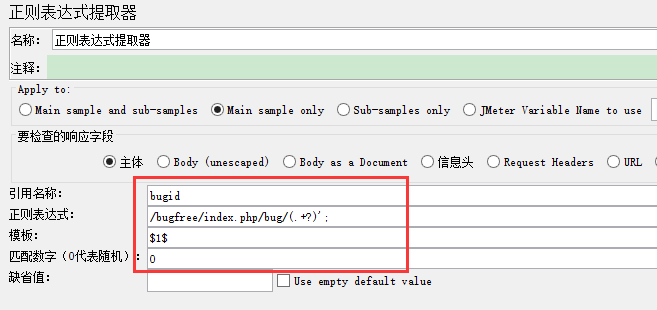 正则表达式提取器
名称: 正则表达式提取器
注释:
Apply to:
Main sample and sub-samples Main sample only Sub-samples only JMeter Variable Name to use
要检查的响应字段
主体 Body (unescaped) Body as a Document 信息头 Request Headers URL
引用名称: bugid
正则表达式: /bugfree/index.php/bug/(.+?)';
模板: $1$
匹配数字（0代表随机）: 0
缺省值: Use empty default value